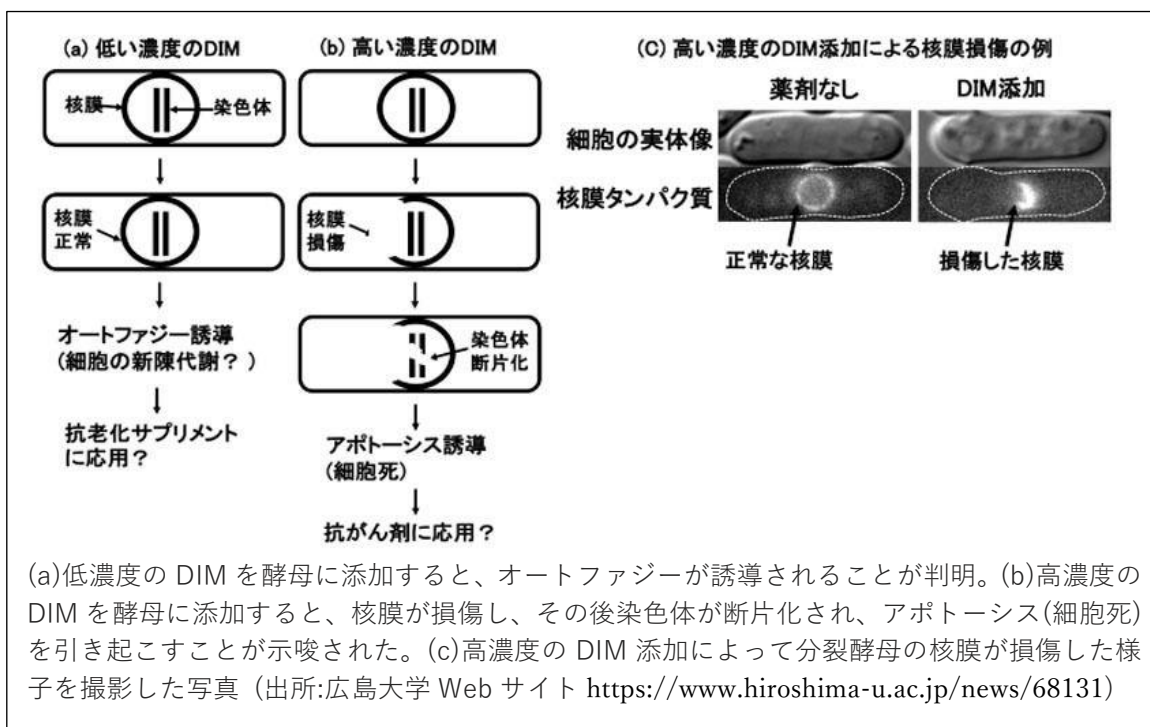 (a) 低い濃度のDIM
(b) 高い濃度のDIM
(C) 高い濃度のDIM添加による核膜損傷の例
核膜
染色体
核膜
正常
オートファジー誘導
(細胞の新陳代謝？)
抗老化サプリメント
に応用？
核膜
損傷
染色体
断片化
アポトーシス誘導
(細胞死)
抗がん剤に応用？
薬剤なし
DIM添加
細胞の実体像
核膜タンパク質
正常な核膜
損傷した核膜
(a)低濃度の DIM を酵母に添加すると、オートファジーが誘導されることが判明。(b)高濃度の
DIM を酵母に添加すると、核膜が損傷し、その後染色体が断片化され、アポトーシス(細胞死)
を引き起こすことが示唆された。(c)高濃度の DIM 添加によって分裂酵母の核膜が損傷した様
子を撮影した写真（出所:広島大学 Web サイト https://www.hiroshima-u.ac.jp/news/68131）